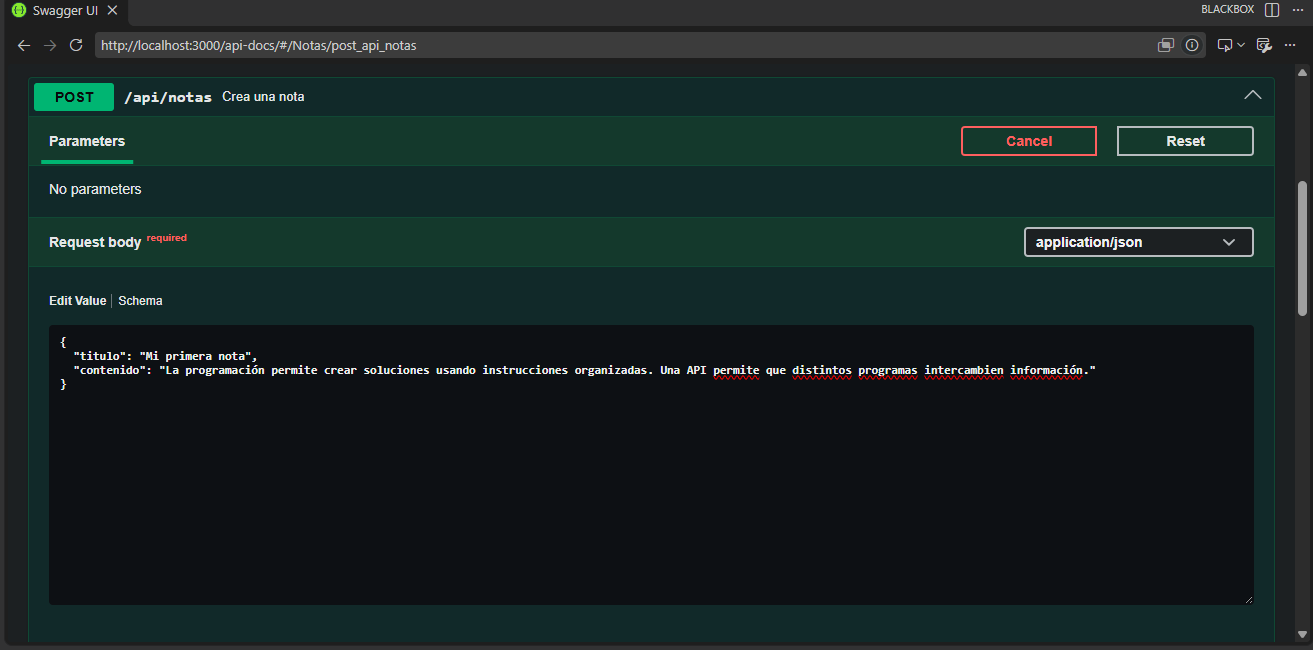 Swagger UI
BLACKBOX
http://localhost:3000/api-docs/#/Notas/post_api_notas
POST /api/notas Crea una nota
Parameters
Cancel
Reset
No parameters
Request body required
application/json
Edit Value | Schema
{
"titulo": "Mi primera nota",
"contenido": "La programación permite crear soluciones usando instrucciones organizadas. Una API permite que distintos programas intercambien información."
}